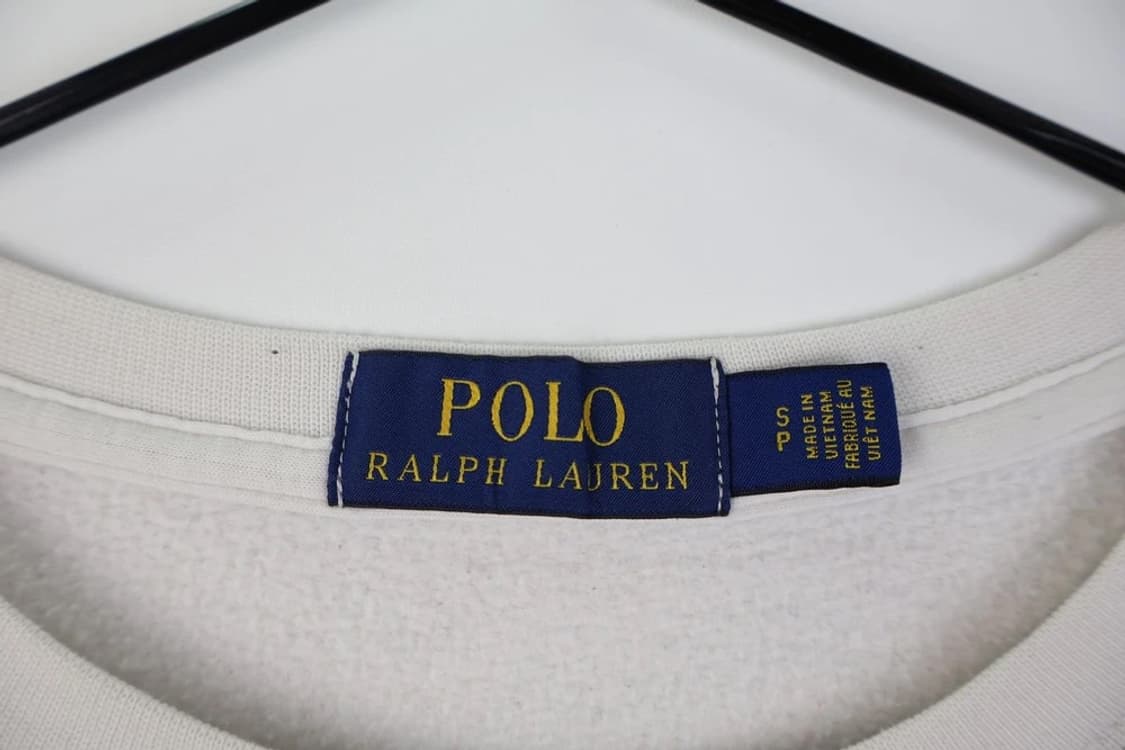 POLO
RALPH LAUREN
S
P
MADE IN
VIETNAM
FABRIQUÉ AU
VIÊT NAM